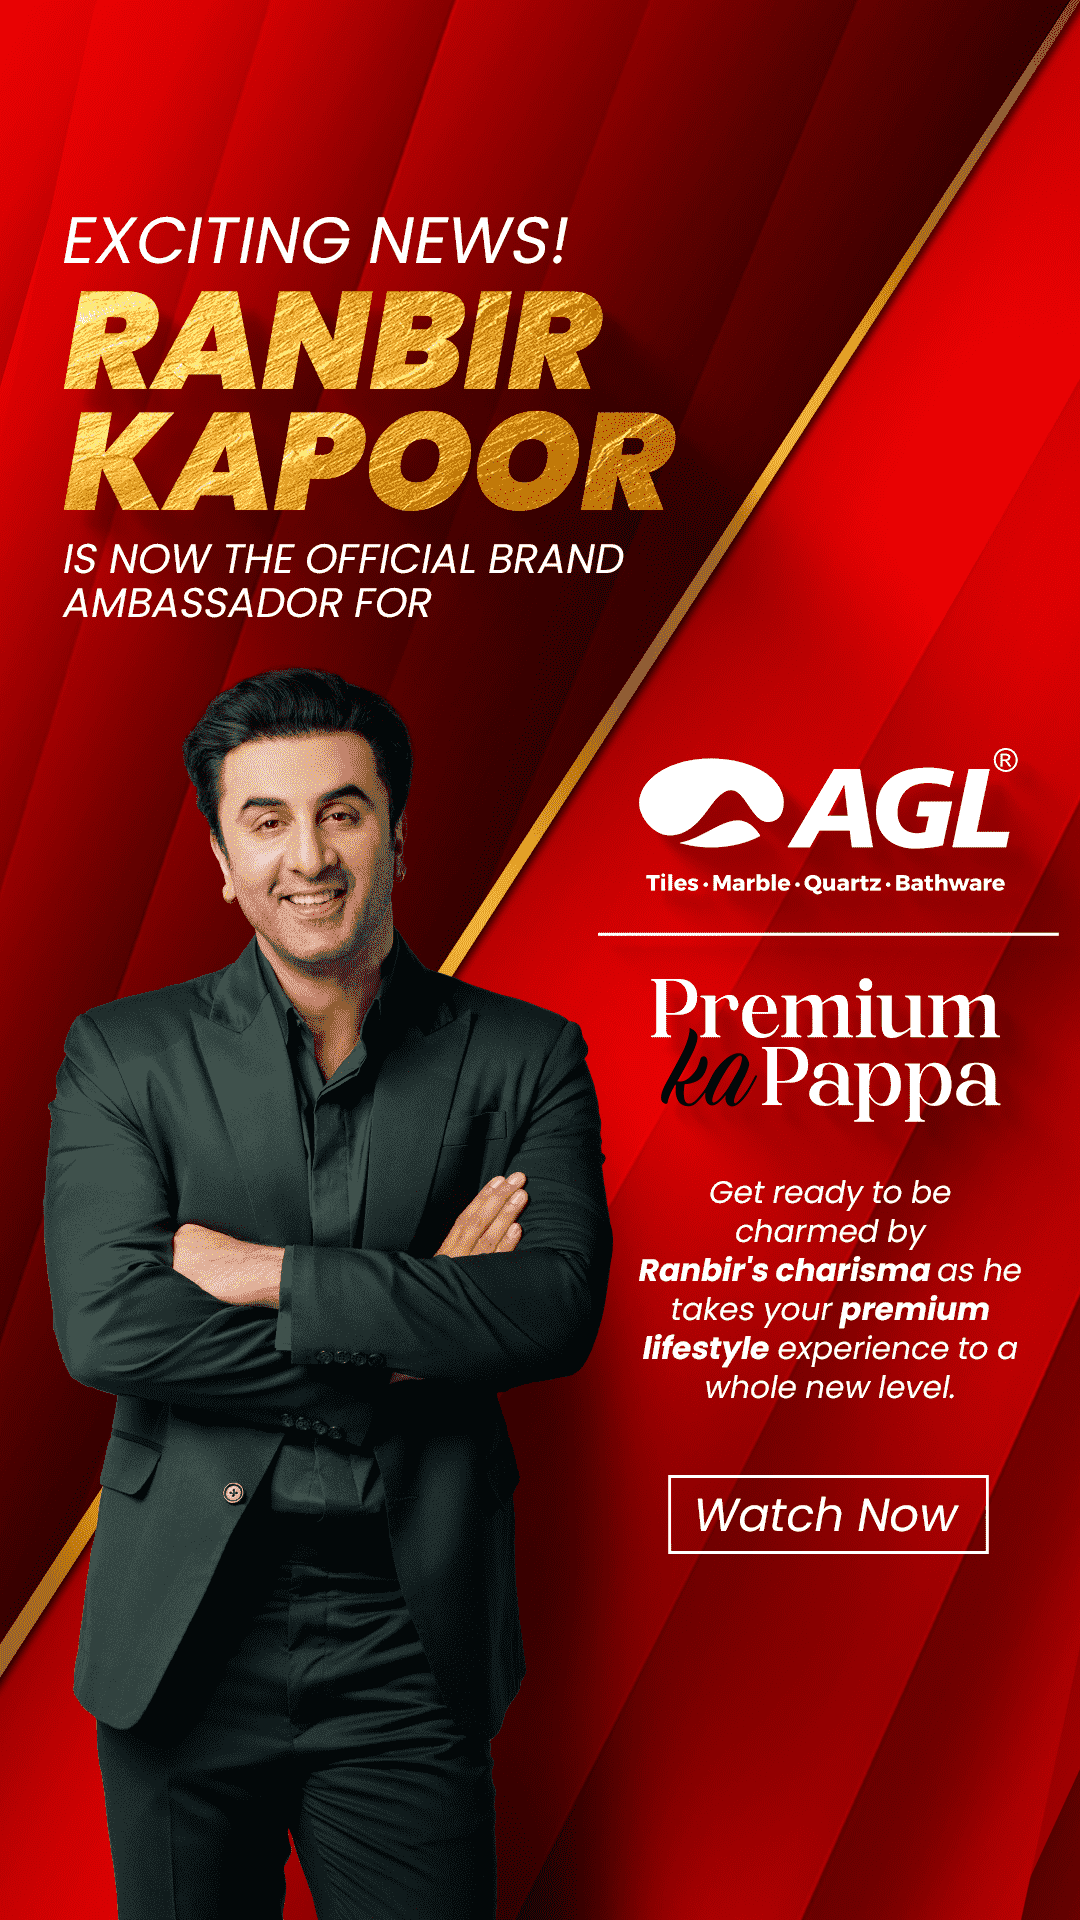 EXCITING NEWS!
RANBIR
KAPOOR
IS NOW THE OFFICIAL BRAND
AMBASSADOR FOR
AGL®
Tiles · Marble · Quartz · Bathware
Premium
ka Pappa
Get ready to be
charmed by
Ranbir's charisma as he
takes your premium
lifestyle experience to a
whole new level.
Watch Now